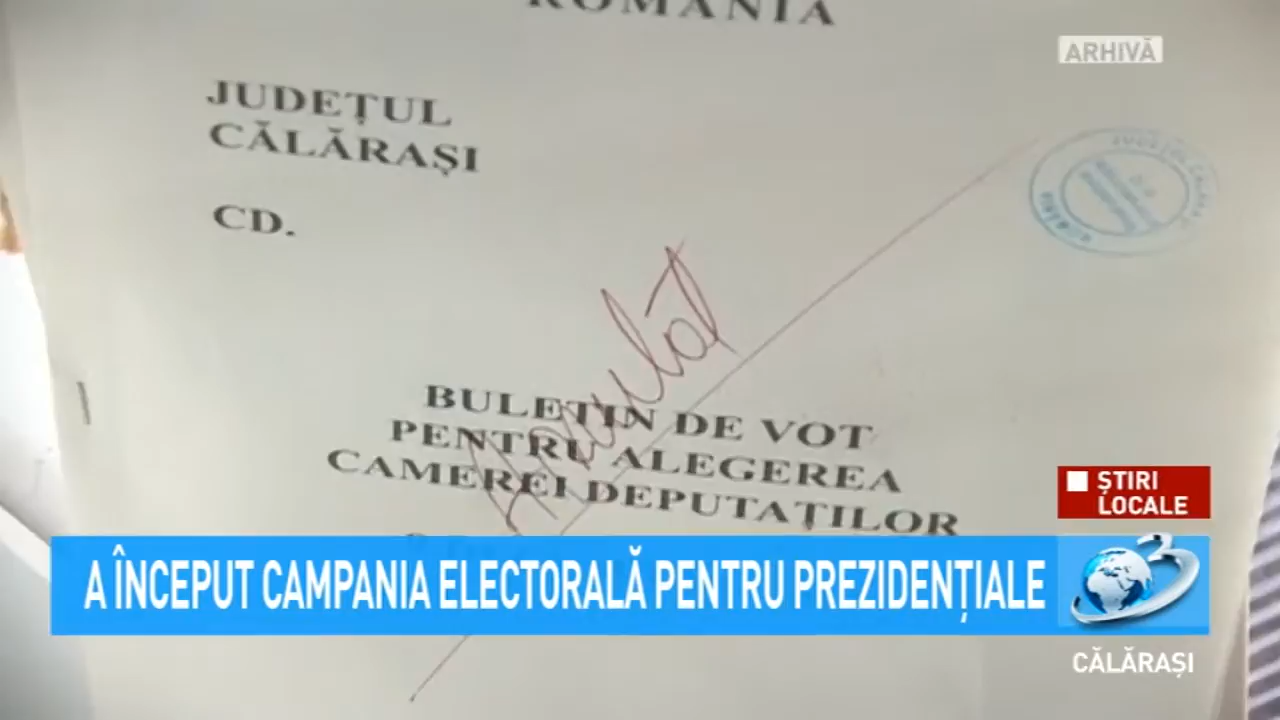 ROMÂNIA
ARHIVĂ
JUDEȚUL
CĂLĂRAȘI
CD.
Anulat
BULETIN DE VOT
PENTRU ALEGEREA
CAMEREI DEPUTAȚILOR
ȘTIRI
LOCALE
A ÎNCEPUT CAMPANIA ELECTORALĂ PENTRU PREZIDENȚIALE
3
CĂLĂRAȘI